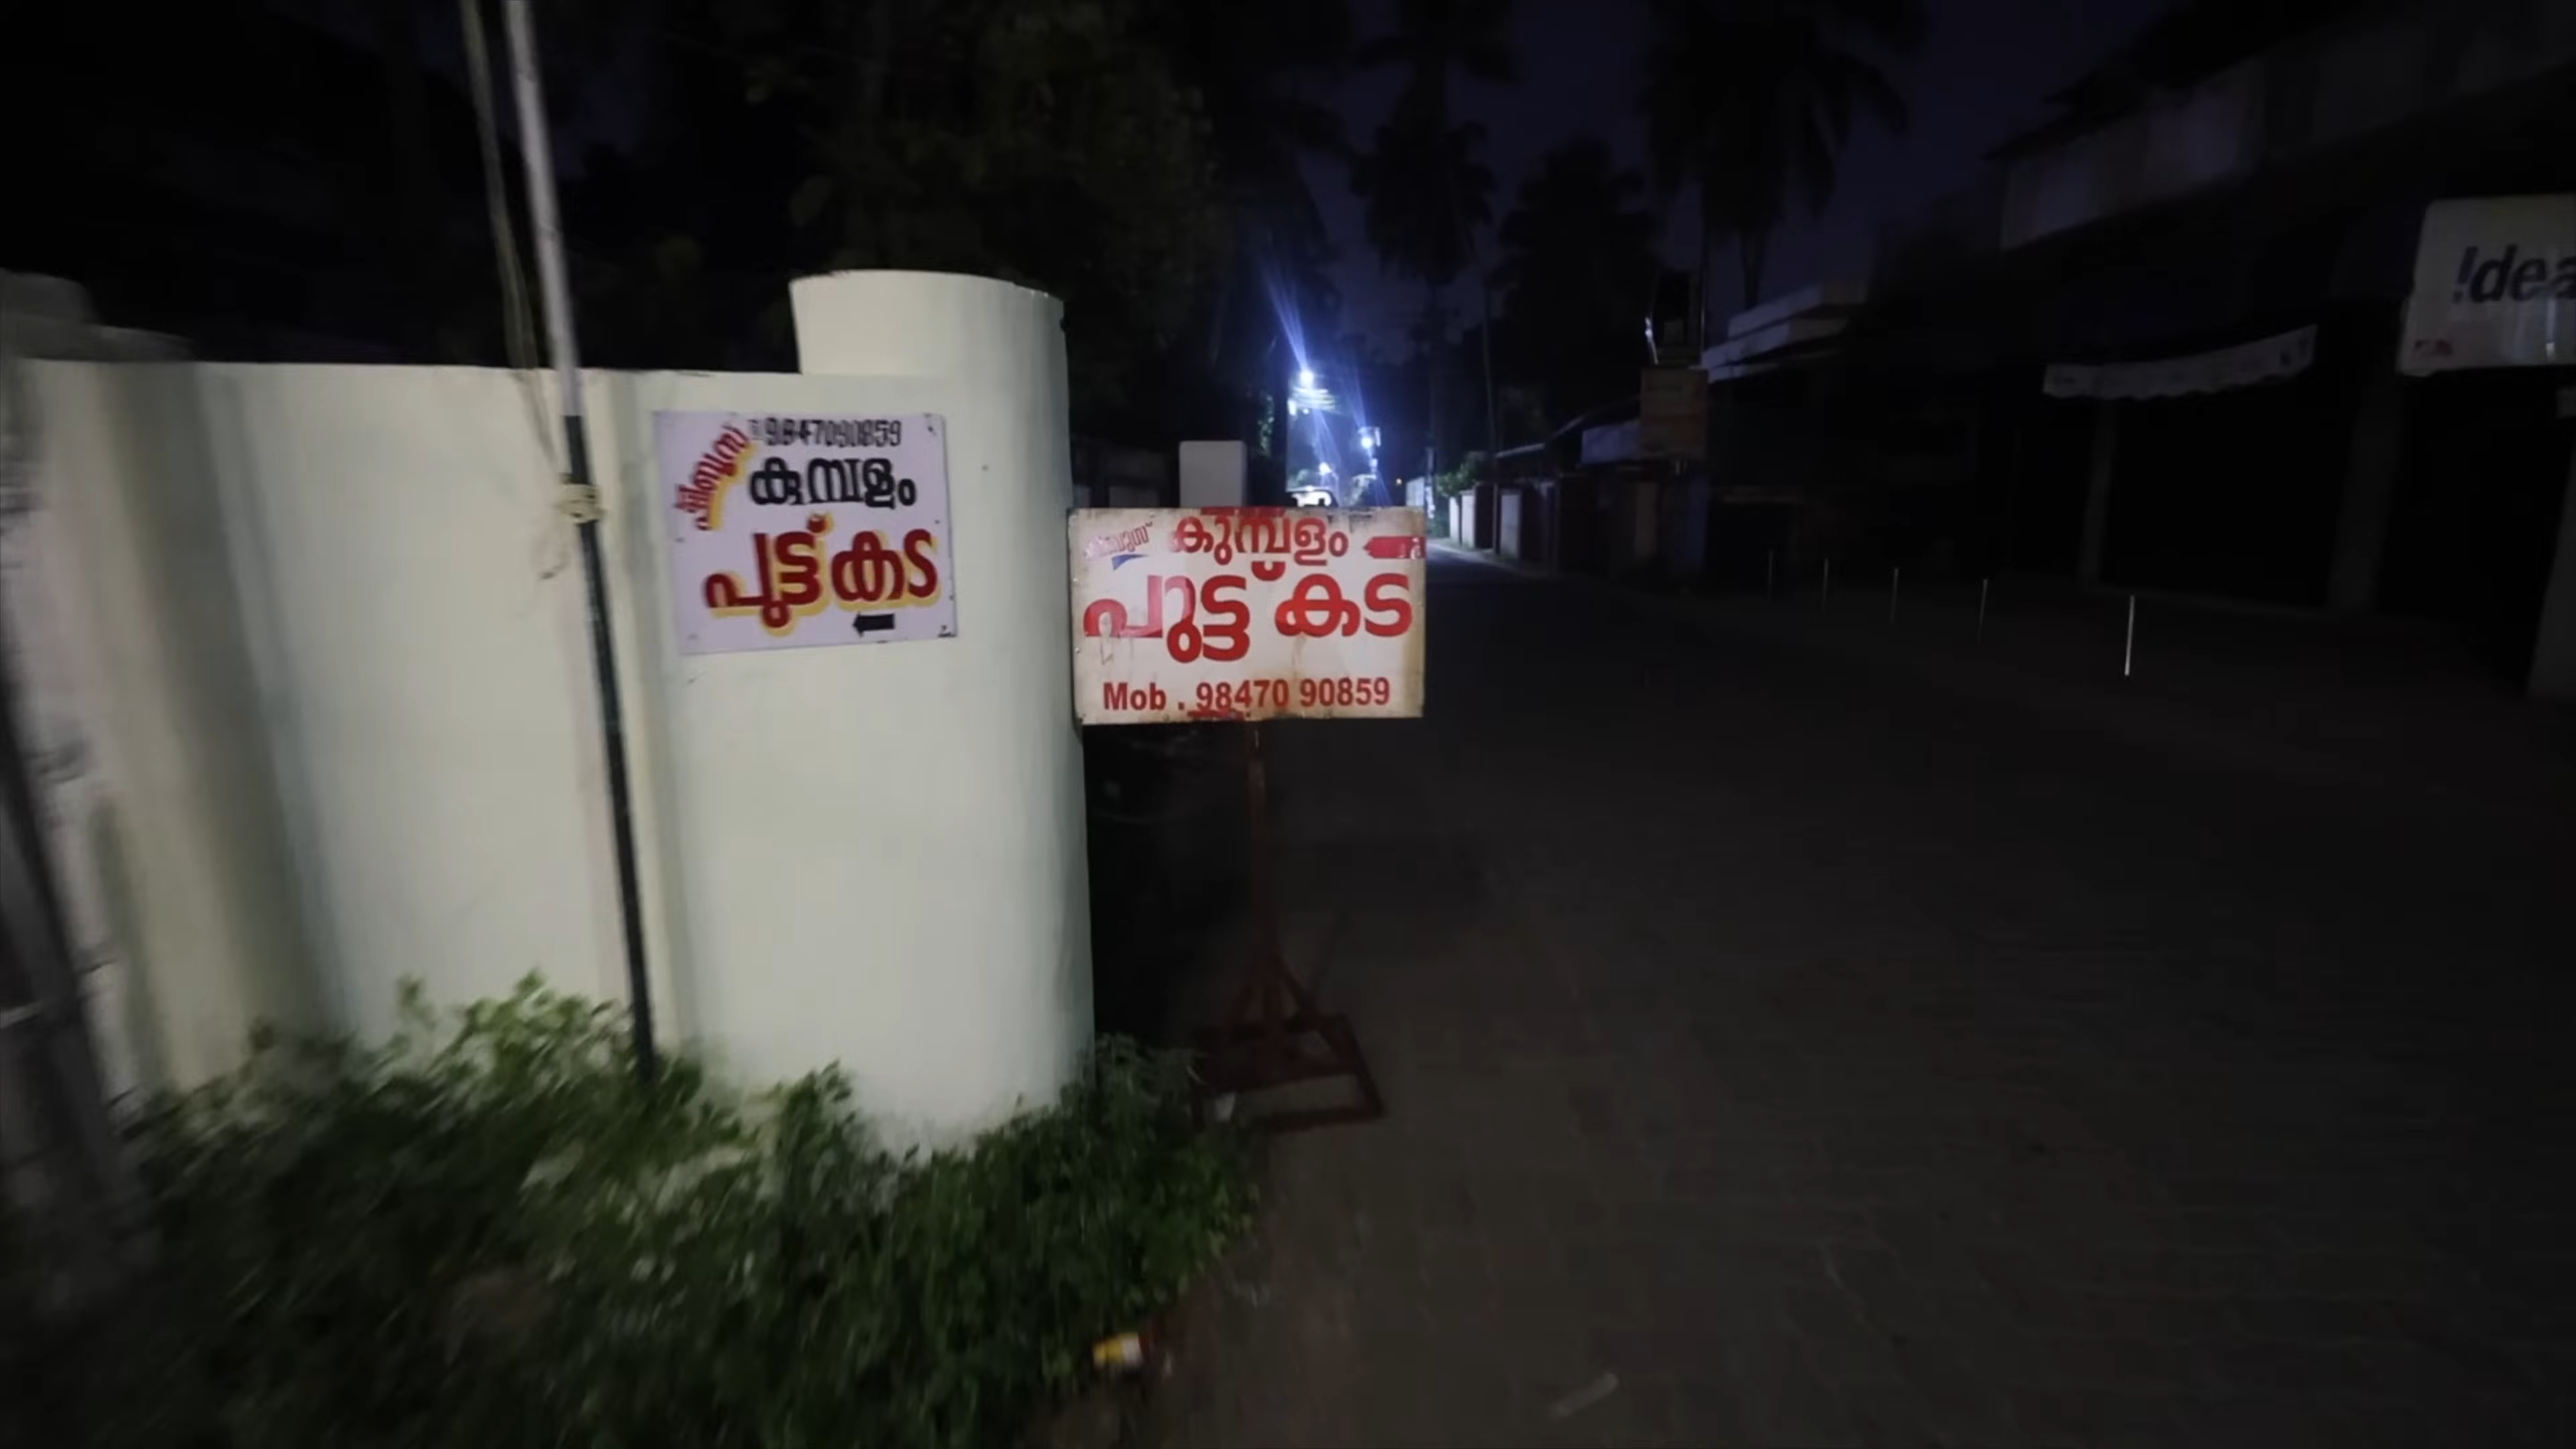 9847090859
ഷിബൂസ്
കുമ്പളം
പുട്ട് കട
കുമ്പളം
പുട്ട് കട
Mob . 98470 90859
!dea